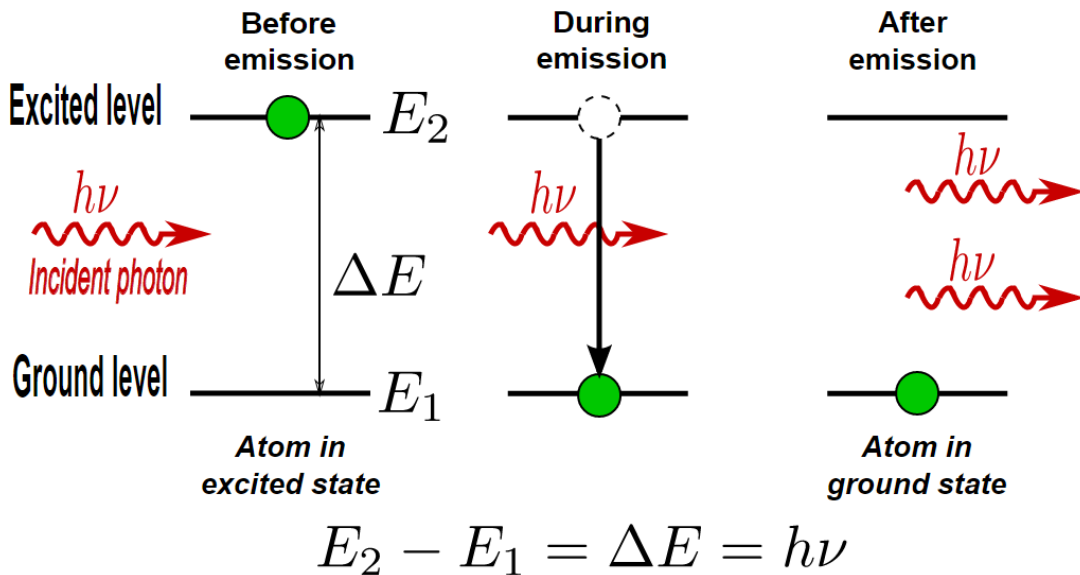 Before
emission
During
emission
After
emission
Excited level
E₂
hν
Incident photon
ΔE
hν
hν
hν
Ground level
E₁
Atom in
excited state
Atom in
ground state
E₂ − E₁ = ΔE = hν